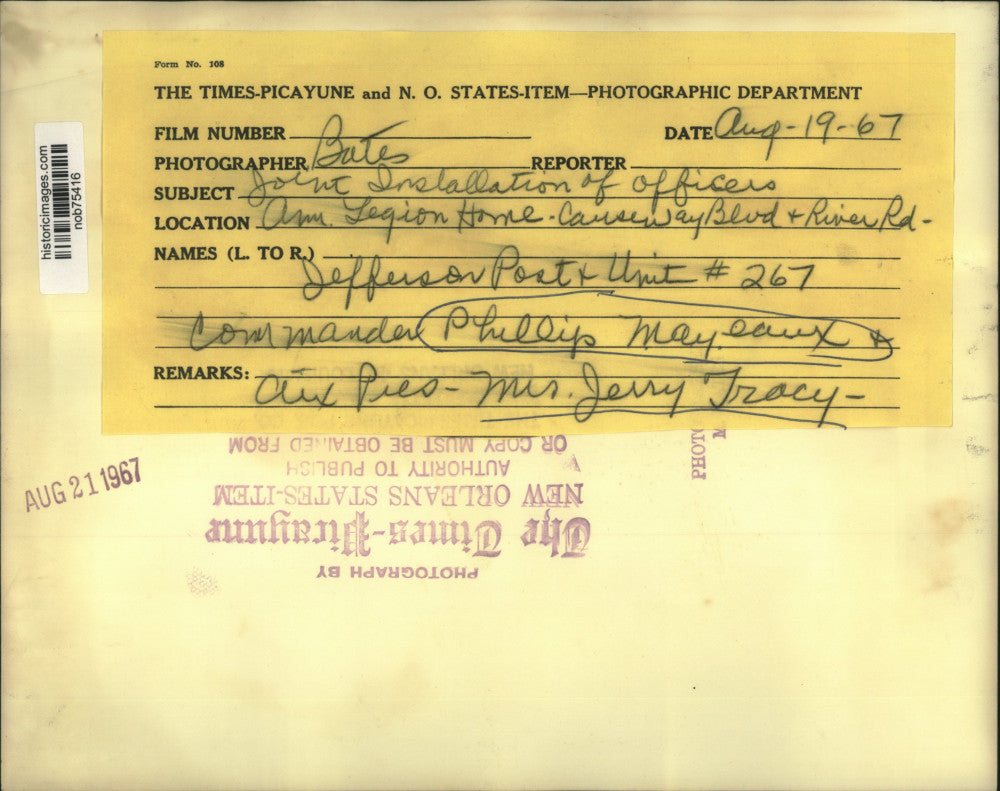 Form No. 108
THE TIMES-PICAYUNE and N. O. STATES-ITEM—PHOTOGRAPHIC DEPARTMENT
FILM NUMBER
DATE Aug-19-67
PHOTOGRAPHER Bates REPORTER
SUBJECT Joint Installation of officers
LOCATION Am. Legion Home - Causeway Blvd + River Rd-
NAMES (L. TO R.)
Jefferson Post + Unit # 267
Commander Phillip Mayeaux +
REMARKS: Aux Pres - Mrs. Jerry Tracy -
historicimages.com
nob75416
AUG 21 1967
PHOTOGRAPH BY
The Times-Picayune
NEW ORLEANS STATES-ITEM
AUTHORITY TO PUBLISH
OR COPY MUST BE OBTAINED FROM
PHOTO
M